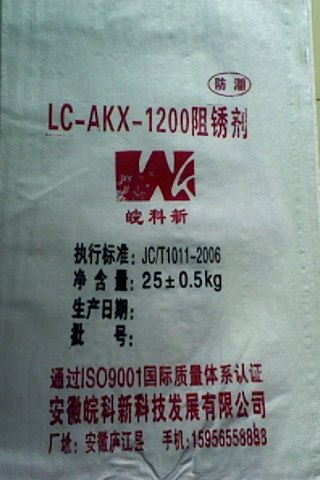 防潮
LC-AKX-1200阻锈剂
皖科新
执行标准: JC/T1011-2006
净含量: 25±0.5kg
生产日期:
批号:
通过ISO9001国际质量体系认证
安徽皖科新科技发展有限公司
厂地: 安徽庐江县 手机: 15956558883